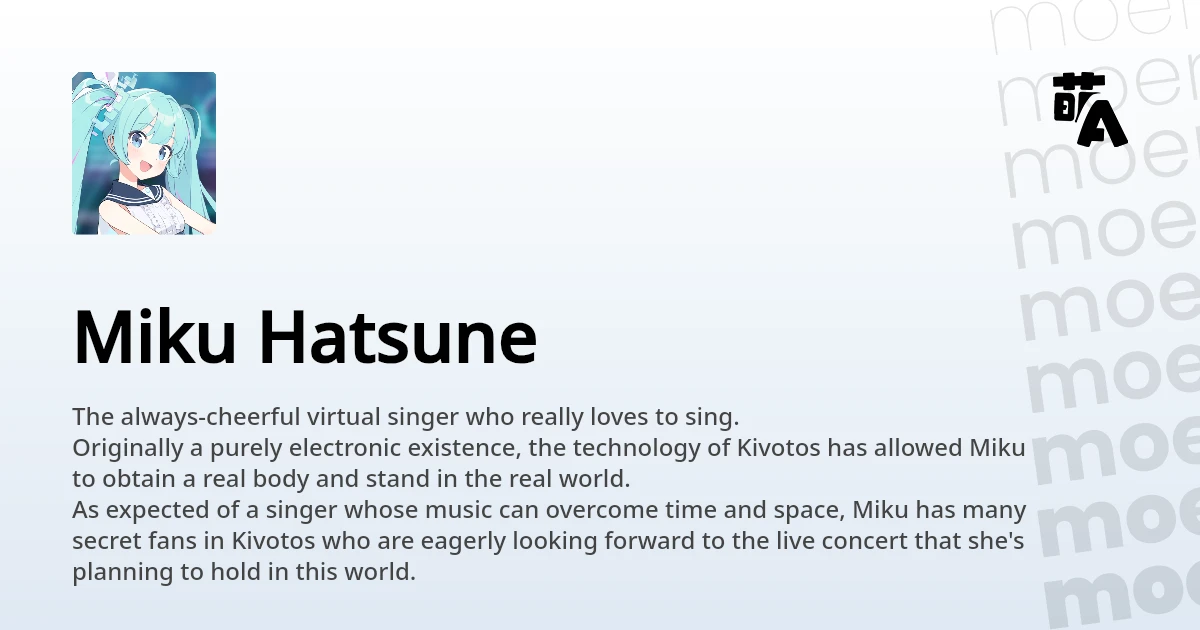 Miku Hatsune
The always-cheerful virtual singer who really loves to sing.
Originally a purely electronic existence, the technology of Kivotos has allowed Miku
to obtain a real body and stand in the real world.
As expected of a singer whose music can overcome time and space, Miku has many
secret fans in Kivotos who are eagerly looking forward to the live concert that she's
planning to hold in this world.
萌A
moer
moer
moe
moe
moe
moe
moe
moe
moe